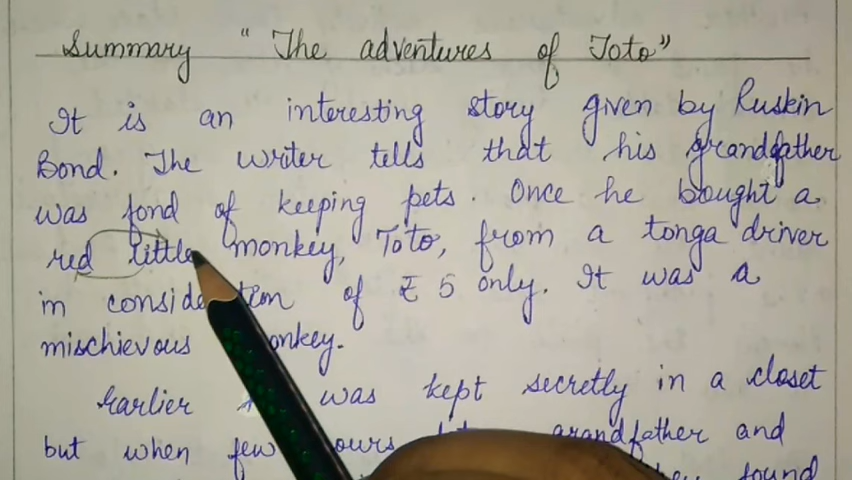 Summary "The adventures of Toto"
It is an interesting story given by Ruskin
Bond. The writer tells that his grandfather
was fond of keeping pets. Once he bought a
red little monkey, Toto, from a tonga driver
in of ₹ 5 only. It was a
mischievous
Earlier was kept secretly in a closet
but when few grandfather and
found